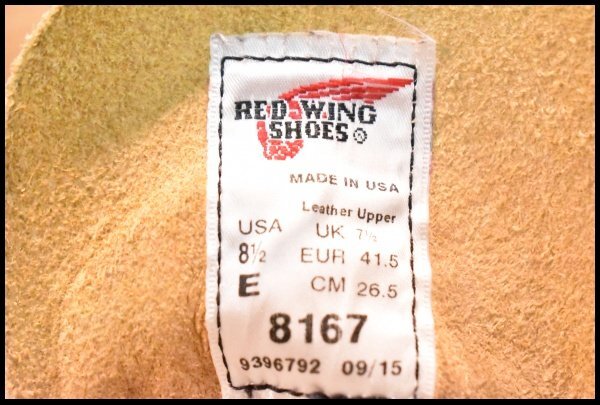 RED WING
SHOES®
MADE IN USA
Leather Upper
USA UK 7½
8½ EUR 41.5
E CM 26.5
8167
9396792 09/15